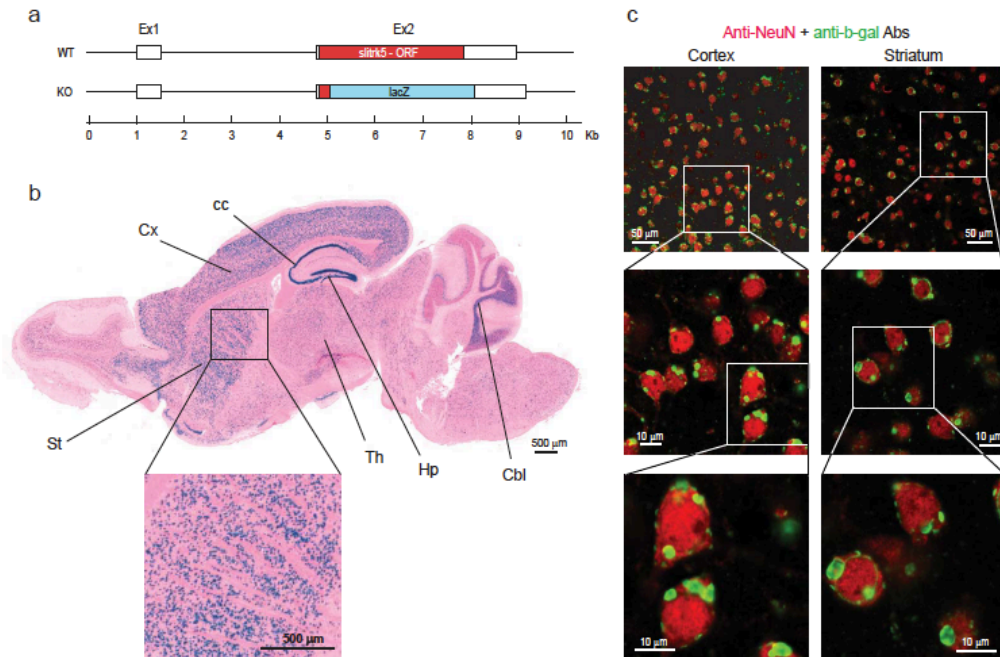 a
Ex1 Ex2
WT slitrk5 - ORF
KO lacZ
0 1 2 3 4 5 6 7 8 9 10 Kb
b
cc
Cx
St
Th
Hp
Cbl
500 µm
500 µm
c
Anti-NeuN + anti-b-gal Abs
Cortex Striatum
50 µm 50 µm
10 µm 10 µm
10 µm 10 µm